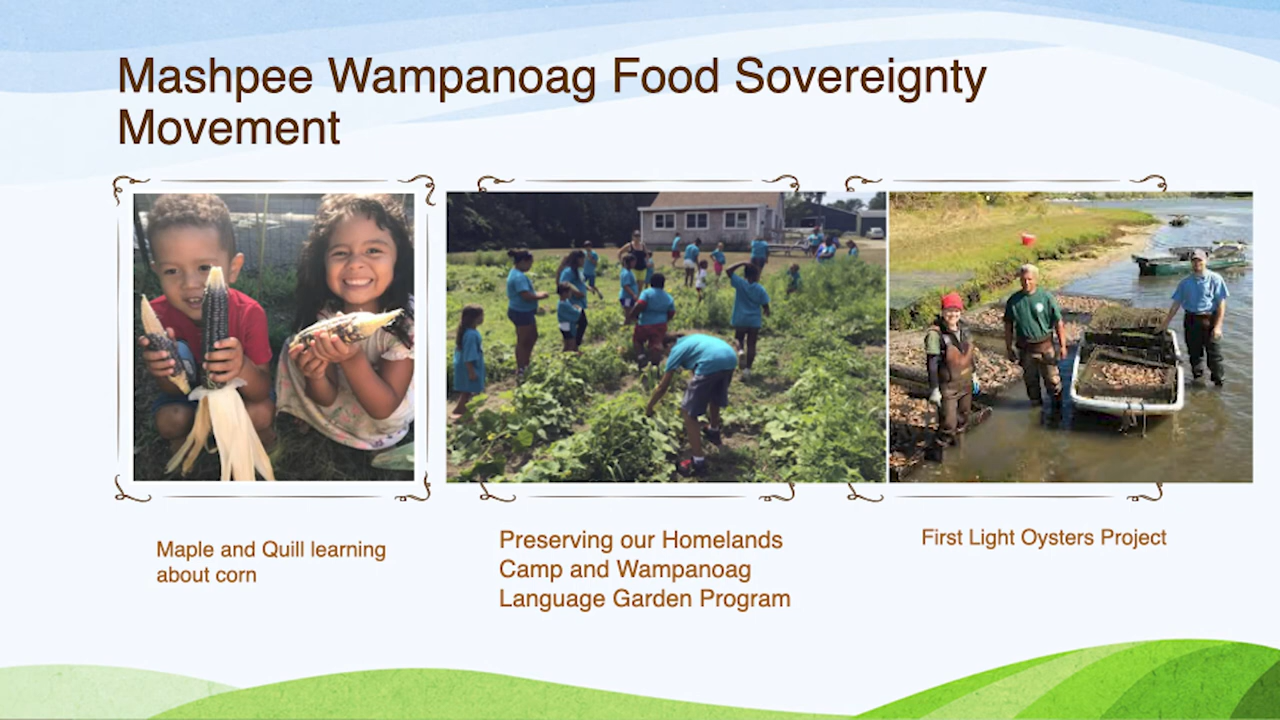 Mashpee Wampanoag Food Sovereignty
Movement
Maple and Quill learning
about corn
Preserving our Homelands
Camp and Wampanoag
Language Garden Program
First Light Oysters Project